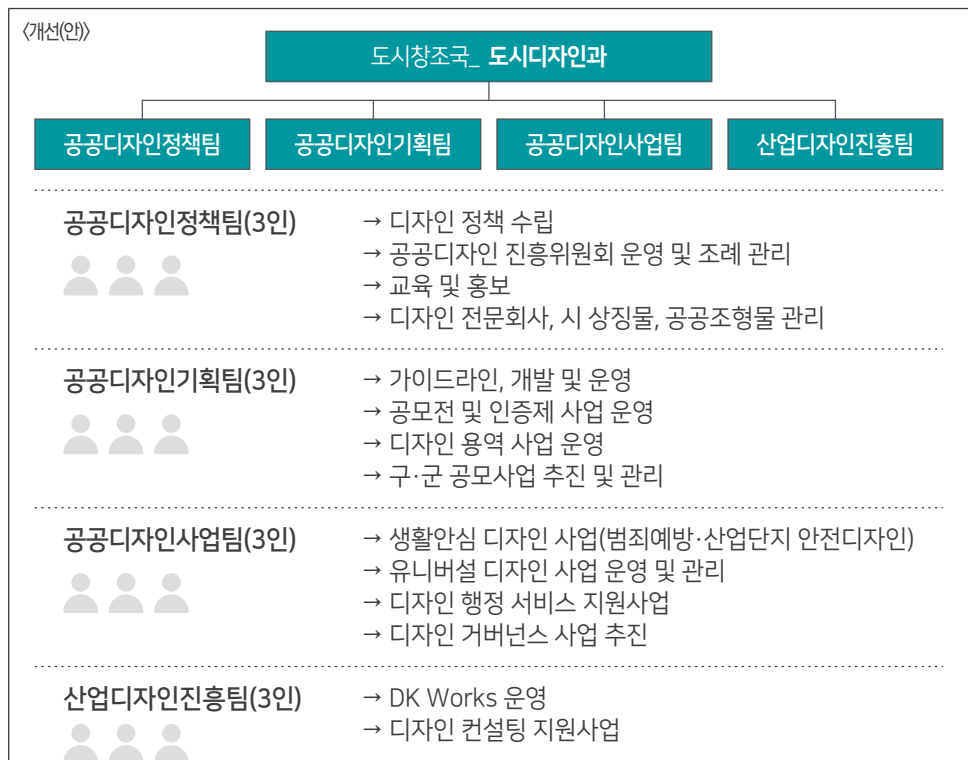 〈개선(안)〉
도시창조국_ 도시디자인과
공공디자인정책팀 공공디자인기획팀 공공디자인사업팀 산업디자인진흥팀
공공디자인정책팀(3인)
→ 디자인 정책 수립
→ 공공디자인 진흥위원회 운영 및 조례 관리
→ 교육 및 홍보
→ 디자인 전문회사, 시 상징물, 공공조형물 관리
공공디자인기획팀(3인)
→ 가이드라인, 개발 및 운영
→ 공모전 및 인증제 사업 운영
→ 디자인 용역 사업 운영
→ 구·군 공모사업 추진 및 관리
공공디자인사업팀(3인)
→ 생활안심 디자인 사업(범죄예방·산업단지 안전디자인)
→ 유니버설 디자인 사업 운영 및 관리
→ 디자인 행정 서비스 지원사업
→ 디자인 거버넌스 사업 추진
산업디자인진흥팀(3인)
→ DK Works 운영
→ 디자인 컨설팅 지원사업